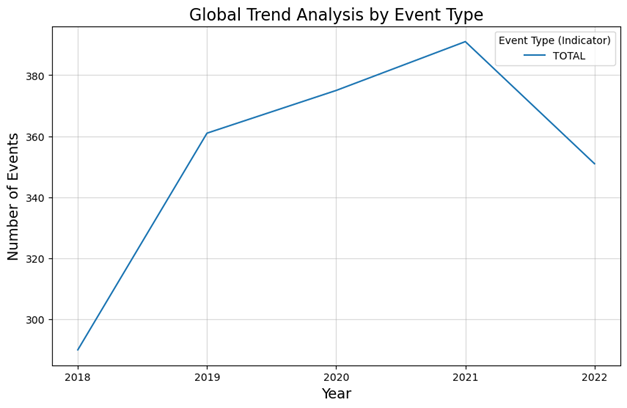 Global Trend Analysis by Event Type
Event Type (Indicator)
TOTAL
Number of Events
380
360
340
320
300
2018 2019 2020 2021 2022
Year